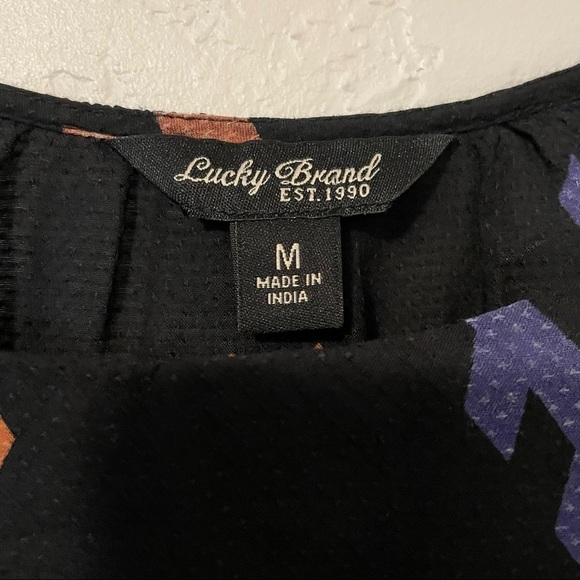 Lucky Brand
EST. 1990
M
MADE IN
INDIA